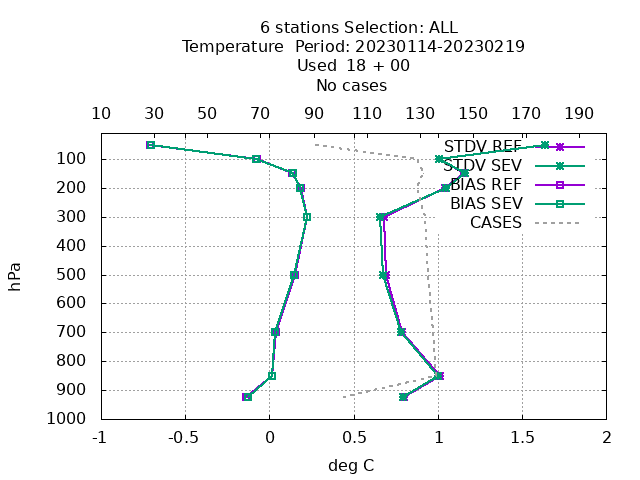 6 stations Selection: ALL
Temperature  Period: 20230114-20230219
Used  18 + 00
No cases
10 30 50 70 90 110 130 150 170 190
STDV REF
STDV SEV
BIAS REF
BIAS SEV
CASES
100
200
300
400
500
600
700
800
900
1000
hPa
-1 -0.5 0 0.5 1 1.5 2
deg C